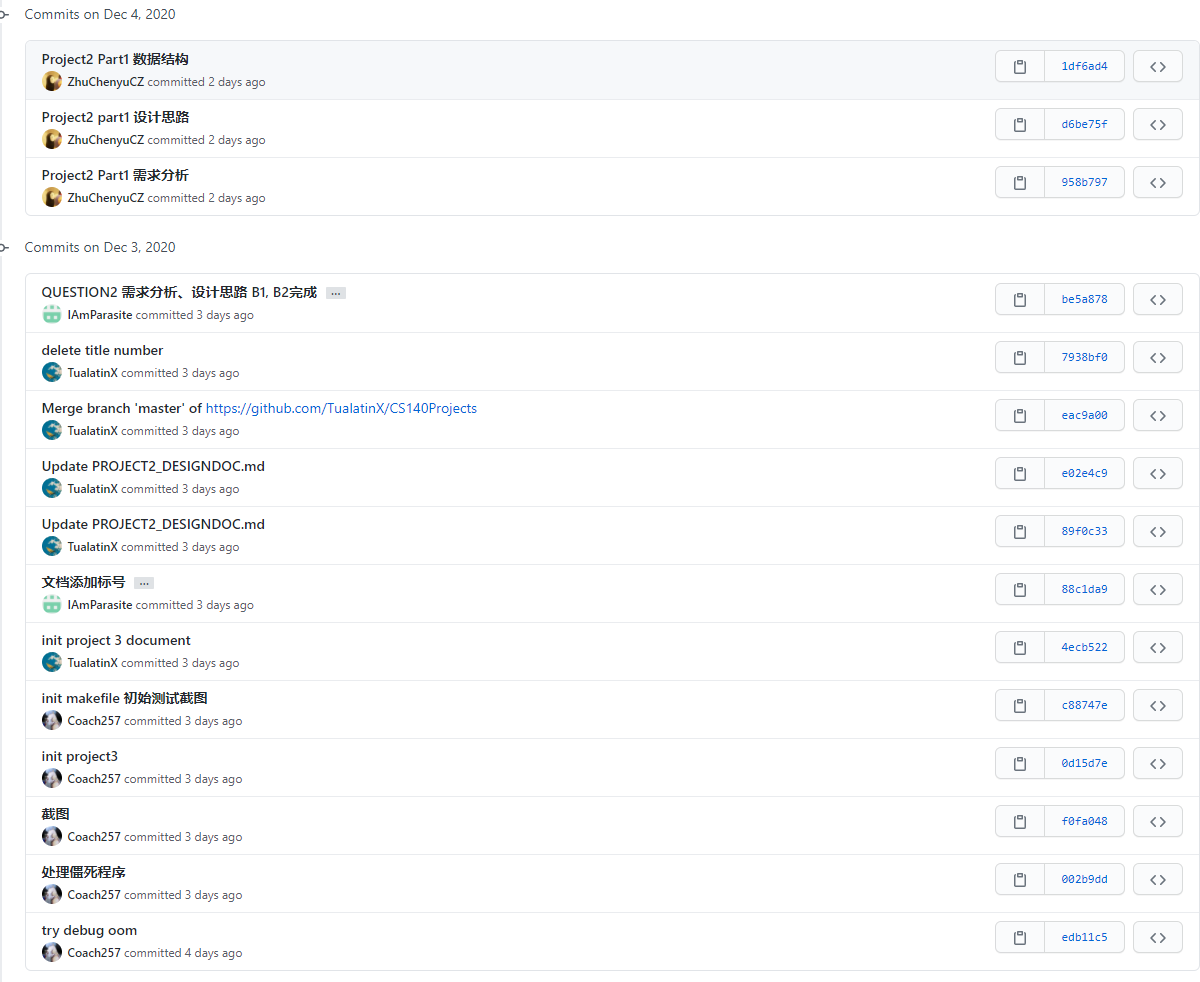 Commits on Dec 4, 2020
Project2 Part1 数据结构
1df6ad4
ZhuChenyuCZ committed 2 days ago
Project2 part1 设计思路
d6be75f
ZhuChenyuCZ committed 2 days ago
Project2 Part1 需求分析
958b797
ZhuChenyuCZ committed 2 days ago
Commits on Dec 3, 2020
QUESTION2 需求分析、设计思路 B1, B2完成 …
be5a878
IAmParasite committed 3 days ago
delete title number
7938bf0
TualatinX committed 3 days ago
Merge branch 'master' of https://github.com/TualatinX/CS140Projects
eac9a00
TualatinX committed 3 days ago
Update PROJECT2_DESIGNDOC.md
e02e4c9
TualatinX committed 3 days ago
Update PROJECT2_DESIGNDOC.md
89f0c33
TualatinX committed 3 days ago
文档添加标号 …
88c1da9
IAmParasite committed 3 days ago
init project 3 document
4ecb522
TualatinX committed 3 days ago
init makefile 初始测试截图
c88747e
Coach257 committed 3 days ago
init project3
0d15d7e
Coach257 committed 3 days ago
截图
f0fa048
Coach257 committed 3 days ago
处理僵死程序
002b9dd
Coach257 committed 3 days ago
try debug oom
edb11c5
Coach257 committed 4 days ago